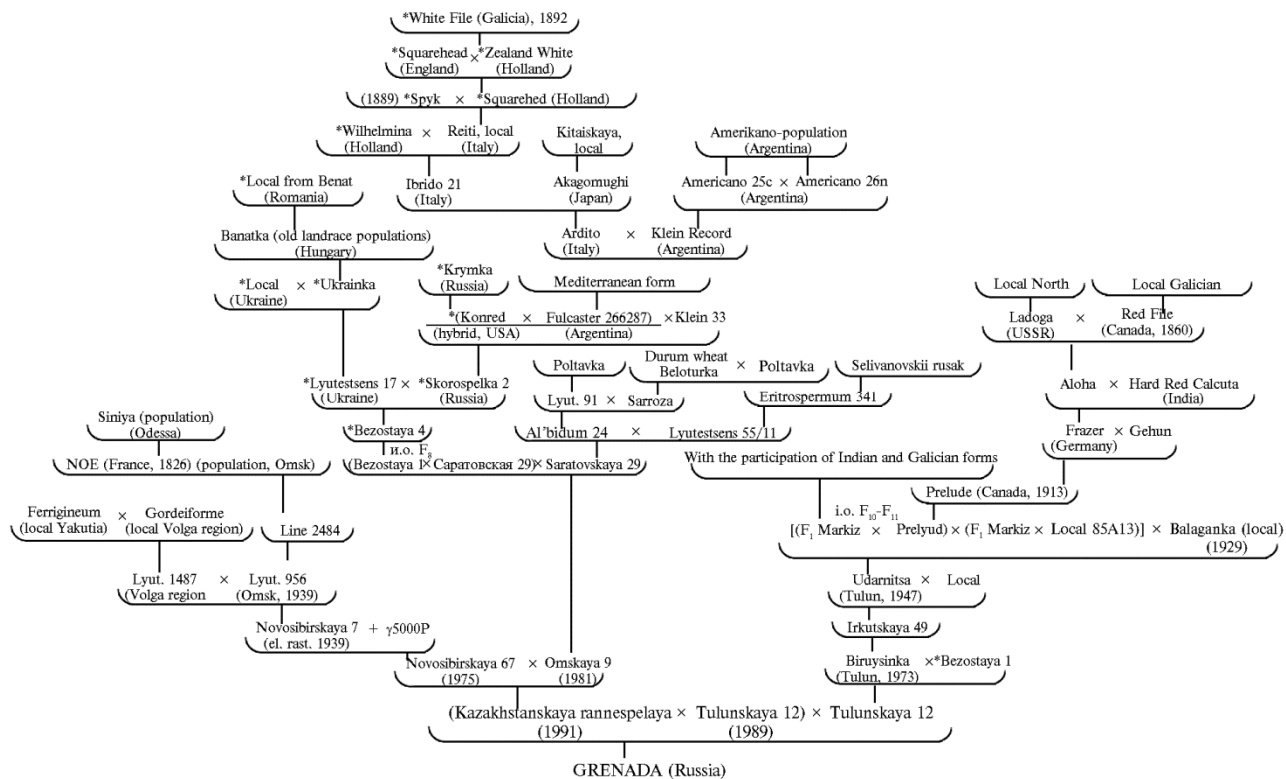 *White File (Galicia), 1892
*Squarehead × *Zealand White
(England) (Holland)
(1889) *Spyk × *Squarehed (Holland)
*Wilhelmina × Reiti, local
(Holland) (Italy)
Kitaiskaya,
local
Amerikano-population
(Argentina)
*Local from Benat
(Romania)
Ibrido 21
(Italy)
Akagomughi
(Japan)
Americano 25c × Americano 26n
(Argentina)
Banatka (old landrace populations)
(Hungary)
Ardito × Klein Record
(Italy) (Argentina)
*Local × *Ukrainka
(Ukraine)
*Krymka
(Russia)
Mediterranean form
Local North
Local Galician
*(Konred × Fulcaster 266287) × Klein 33
(hybrid, USA) (Argentina)
Ladoga × Red File
(USSR) (Canada, 1860)
Poltavka
Durum wheat
Beloturka × Poltavka
Selivanovskii rusak
*Lyutestsens 17 × *Skorospelka 2
(Ukraine) (Russia)
Lyut. 91 × Sarroza
Eritrospermum 341
Aloha × Hard Red Calcuta
(India)
Siniya (population)
(Odessa)
*Bezostaya 4
Al'bidum 24 × Lyutestsens 55/11
Frazer × Gehun
(Germany)
и.о. F8
NOE (France, 1826) (population, Omsk)
(Bezostaya 1 × Саратовская 29) × Saratovskaya 29
With the participation of Indian and Galician forms
Prelude (Canada, 1913)
Ferrigineum × Gordeiforme
(local Yakutia) (local Volga region)
Line 2484
i.o. F10-F11
[(F1 Markiz × Prelyud) × (F1 Markiz × Local 85A13)] × Balaganka (local)
(1929)
Lyut. 1487 × Lyut. 956
(Volga region (Omsk, 1939)
Udarnitsa × Local
(Tulun, 1947)
Novosibirskaya 7 + γ5000P
(el. rast. 1939)
Irkutskaya 49
Novosibirskaya 67 × Omskaya 9
(1975) (1981)
Biruysinka × *Bezostaya 1
(Tulun, 1973)
(Kazakhstanskaya rannespelaya × Tulunskaya 12) × Tulunskaya 12
(1991) (1989)
GRENADA (Russia)